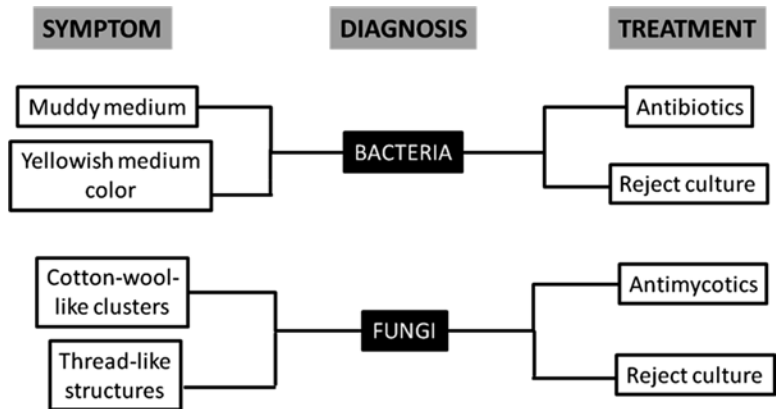 SYMPTOM
DIAGNOSIS
TREATMENT
Muddy medium
Yellowish medium
color
BACTERIA
Antibiotics
Reject culture
Cotton-wool-
like clusters
Thread-like
structures
FUNGI
Antimycotics
Reject culture